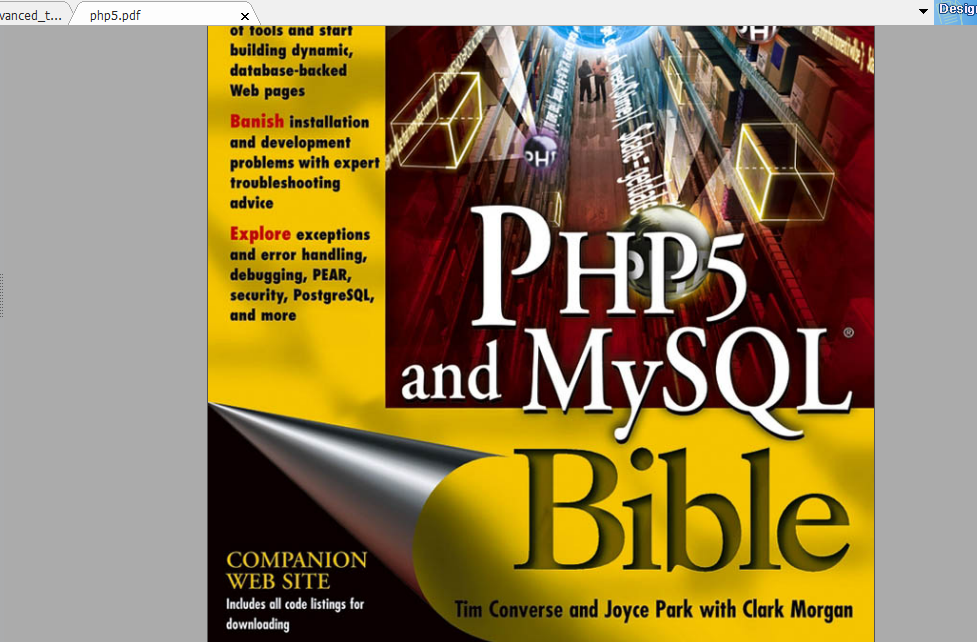 vanced_t...
php5.pdf
Design
of tools and start
building dynamic,
database-backed
Web pages
Banish installation
and development
problems with expert
troubleshooting
advice
Explore exceptions
and error handling,
debugging, PEAR,
security, PostgreSQL,
and more
PHP5
and MySQL®
Bible
COMPANION
WEB SITE
Includes all code listings for
downloading
Tim Converse and Joyce Park with Clark Morgan